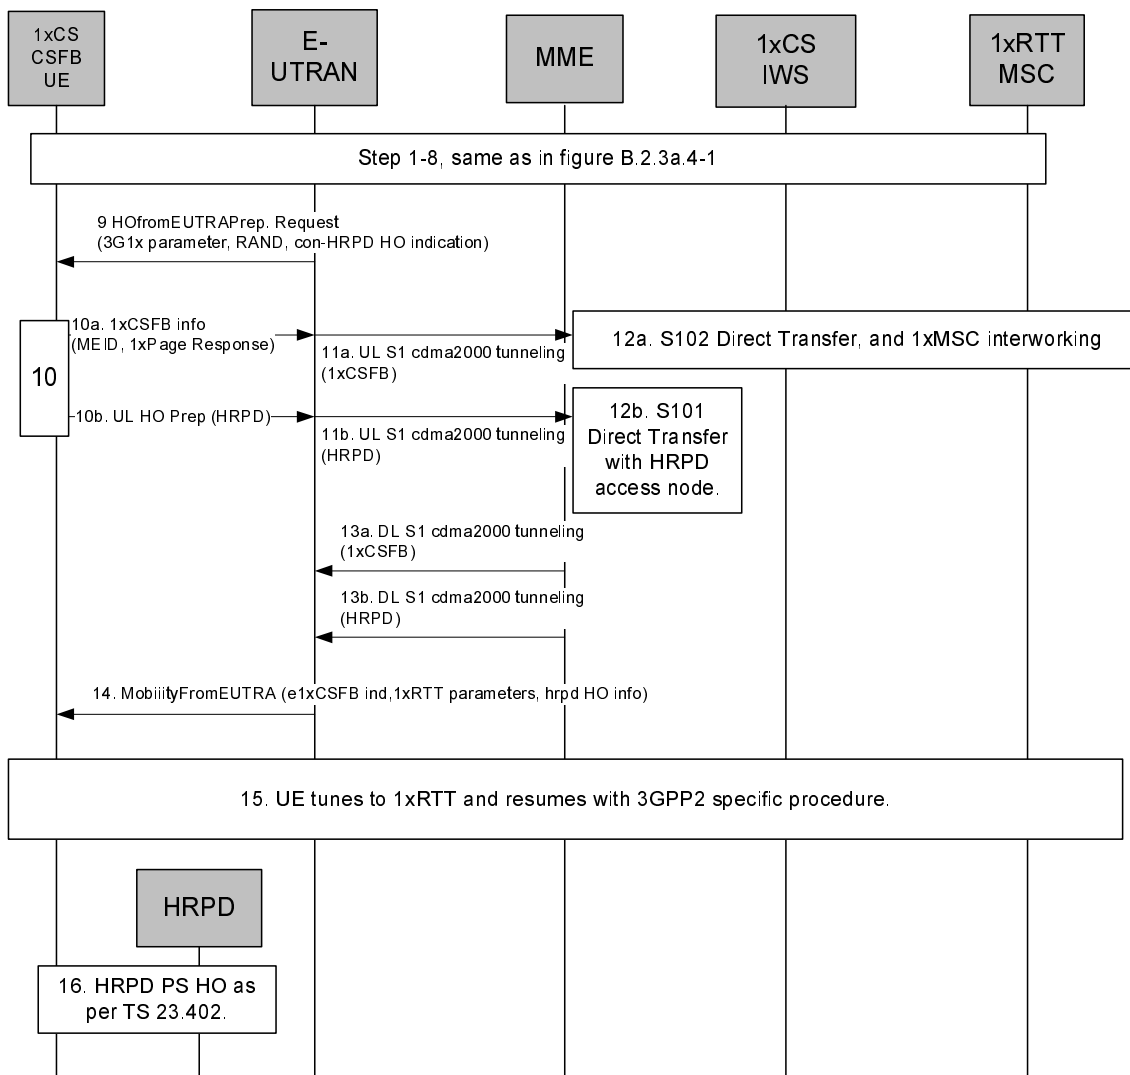 1xCS
CSFB
UE
E-
UTRAN
MME
1xCS
IWS
1xRTT
MSC
Step 1-8, same as in figure B.2.3a.4-1
9 HOfromEUTRAPrep. Request
(3G1x parameter, RAND, con-HRPD HO indication)
10
10a. 1xCSFB info
(MEID, 1xPage Response)
11a. UL S1 cdma2000 tunneling
(1xCSFB)
12a. S102 Direct Transfer, and 1xMSC interworking
10b. UL HO Prep (HRPD)
11b. UL S1 cdma2000 tunneling
(HRPD)
12b. S101
Direct Transfer
with HRPD
access node.
13a. DL S1 cdma2000 tunneling
(1xCSFB)
13b. DL S1 cdma2000 tunneling
(HRPD)
14. MobiiityFromEUTRA (e1xCSFB ind,1xRTT parameters, hrpd HO info)
15. UE tunes to 1xRTT and resumes with 3GPP2 specific procedure.
HRPD
16. HRPD PS HO as
per TS 23.402.